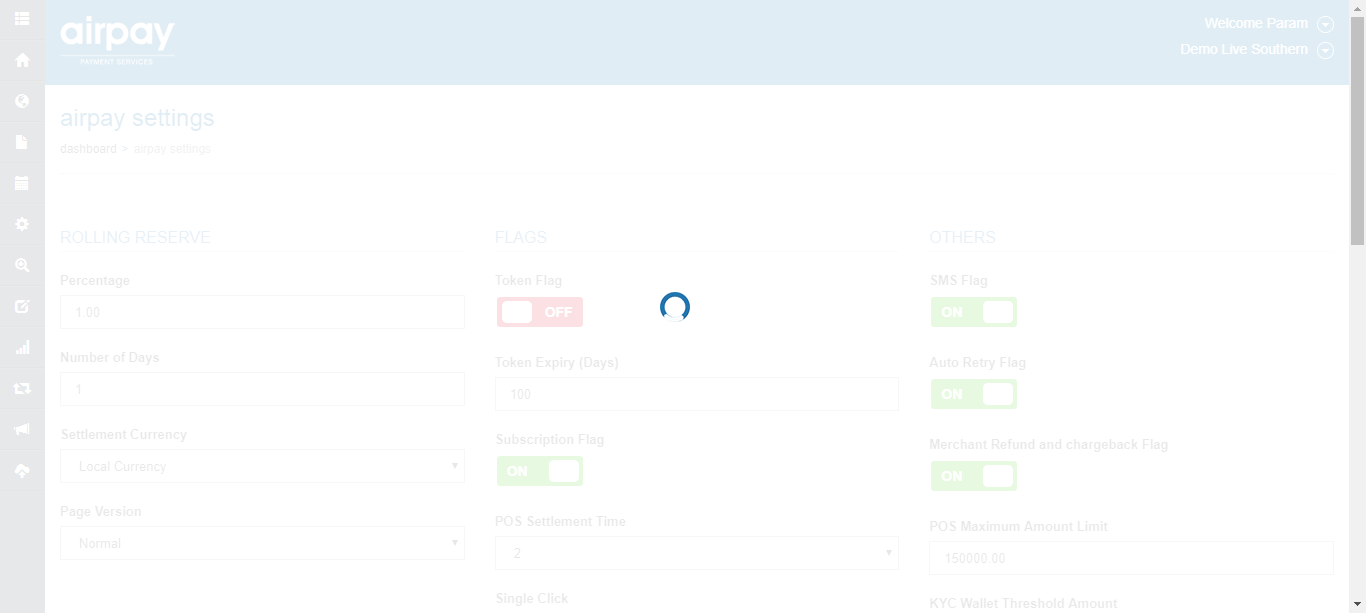 airpay
PAYMENT SERVICES
Welcome Param
Demo Live Southern
airpay settings
dashboard > airpay settings
ROLLING RESERVE
Percentage
1.00
Number of Days
1
Settlement Currency
Local Currency
Page Version
Normal
FLAGS
Token Flag
OFF
Token Expiry (Days)
100
Subscription Flag
ON
POS Settlement Time
2
Single Click
OTHERS
SMS Flag
ON
Auto Retry Flag
ON
Merchant Refund and chargeback Flag
ON
POS Maximum Amount Limit
150000.00
KYC Wallet Threshold Amount